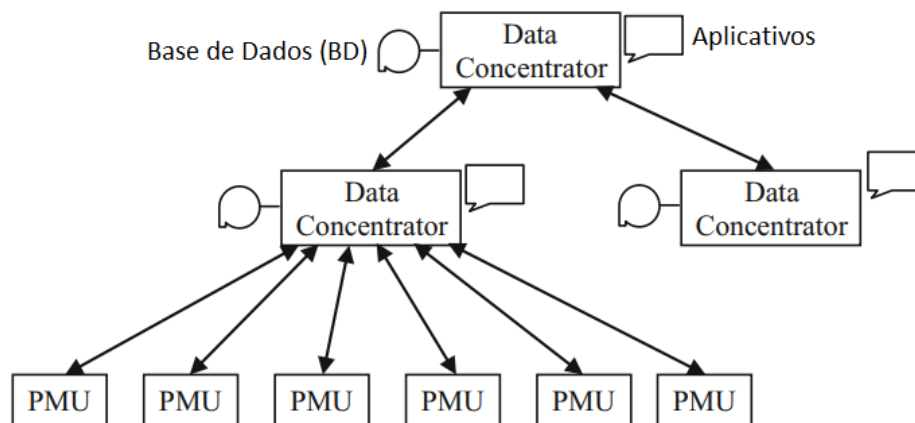 Base de Dados (BD)
Data
Concentrator
Aplicativos
Data
Concentrator
Data
Concentrator
PMU
PMU
PMU
PMU
PMU
PMU